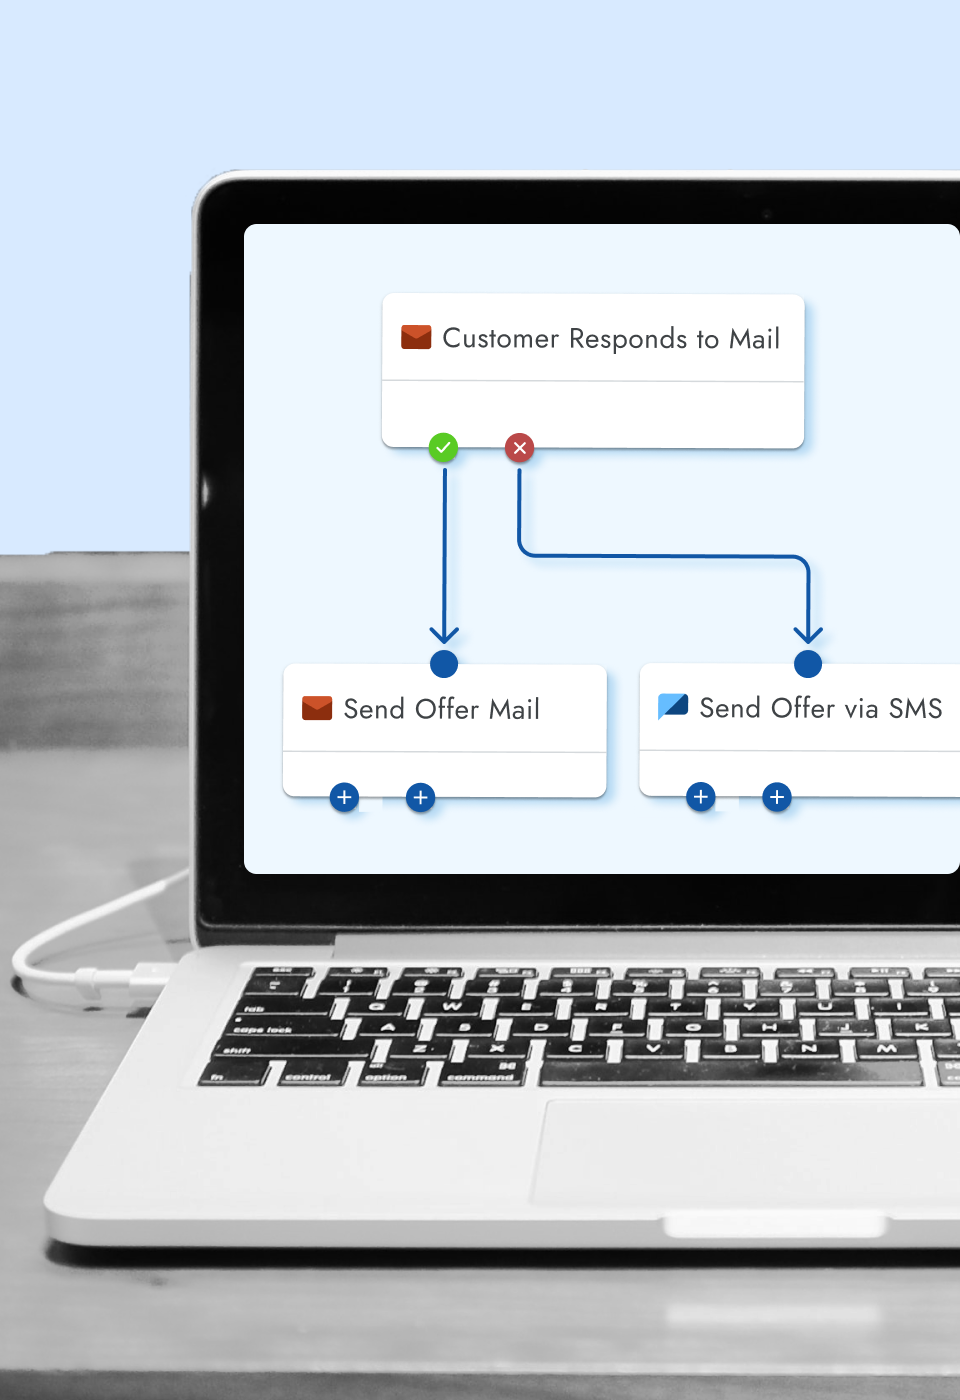 Customer Responds to Mail
Send Offer Mail
Send Offer via SMS
esc
Q W E R T Y U I
tab
A S D F G H J K
caps lock
Z X C V B N M
shift
fn control option command